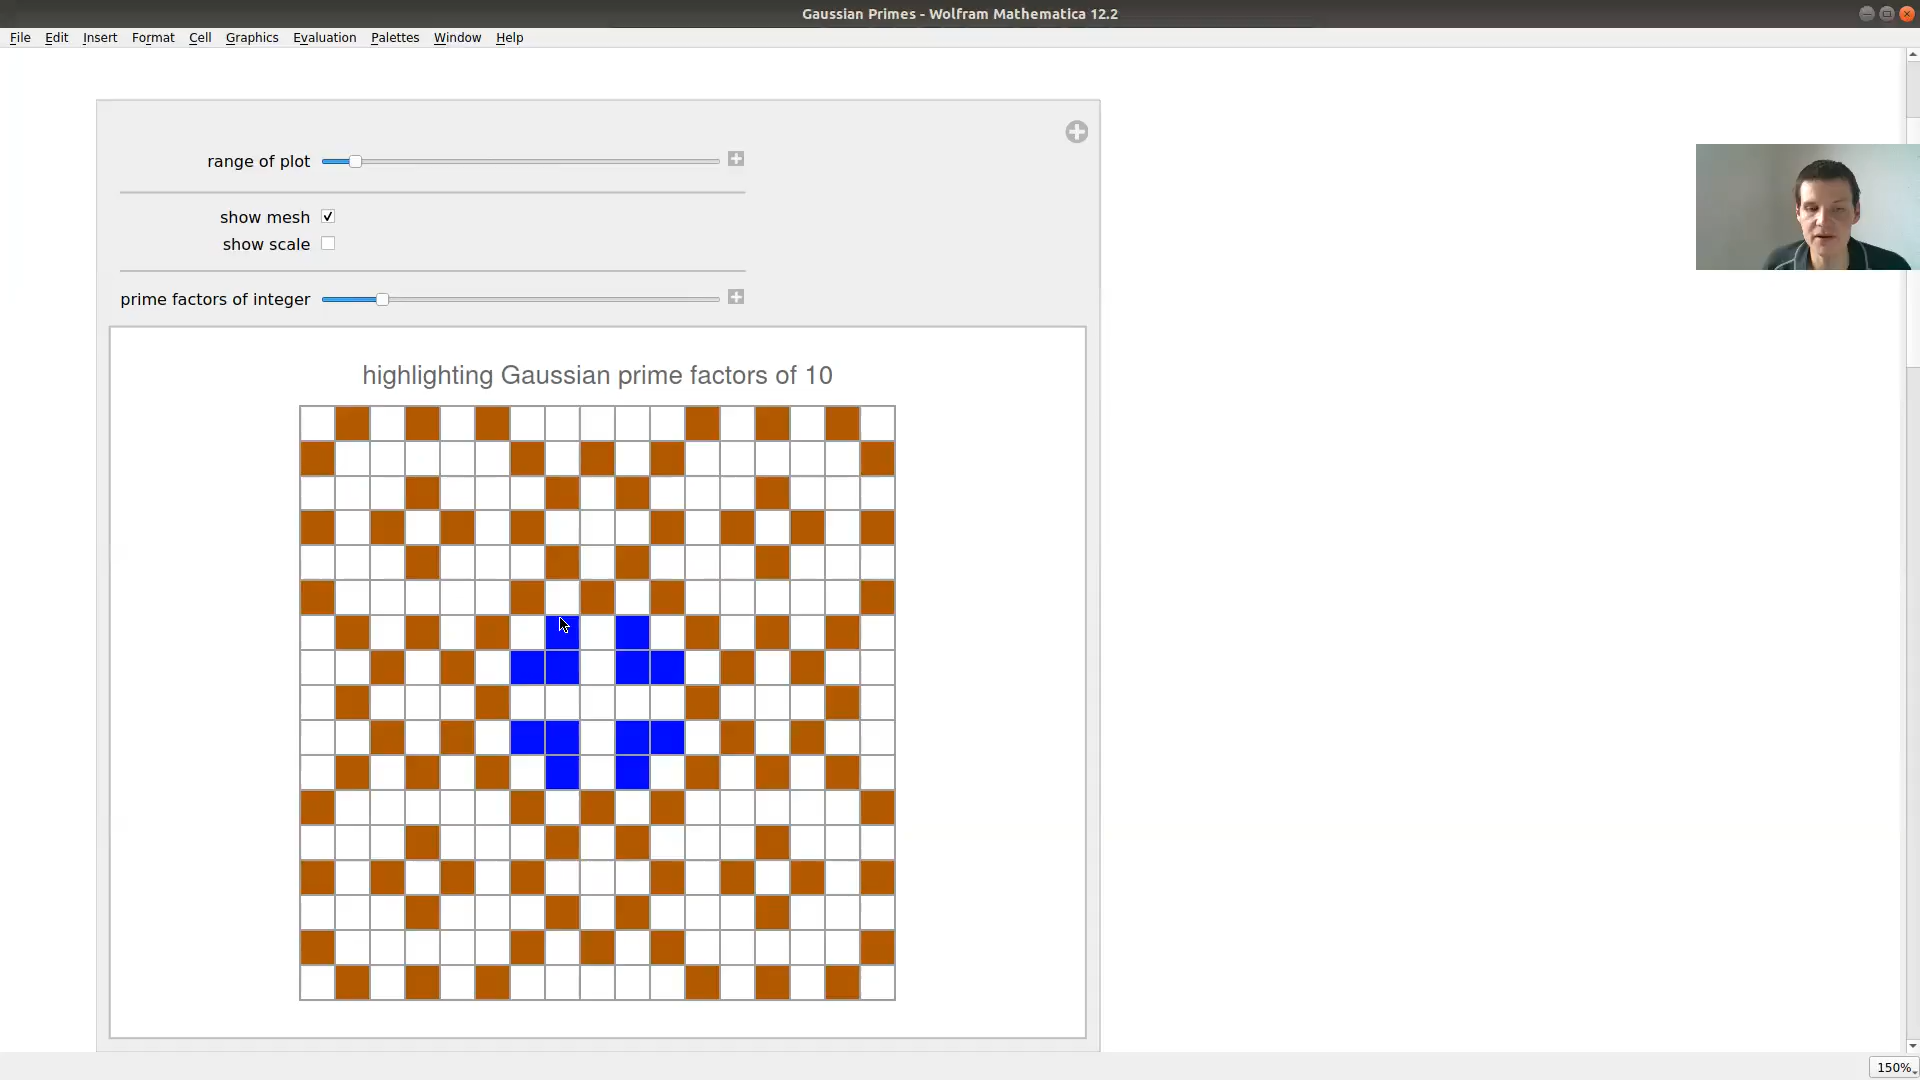 Gaussian Primes - Wolfram Mathematica 12.2
File Edit Insert Format Cell Graphics Evaluation Palettes Window Help
range of plot
show mesh
show scale
prime factors of integer
highlighting Gaussian prime factors of 10
150%